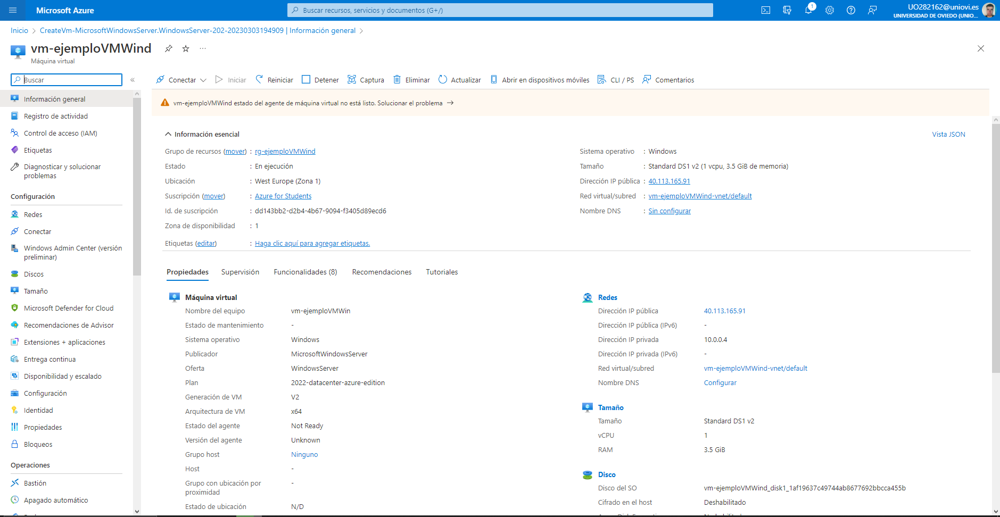 Microsoft Azure
Buscar recursos, servicios y documentos (G+/)
1
UO282162@uniovi.es
UNIVERSIDAD DE OVIEDO (UNIO...
Inicio > CreateVm-MicrosoftWindowsServer.WindowsServer-202-20230303194909 | Información general >
vm-ejemploVMWind
Máquina virtual
Buscar
«
Conectar
Iniciar
Reiniciar
Detener
Captura
Eliminar
Actualizar
Abrir en dispositivos móviles
CLI / PS
Comentarios
Información general
Registro de actividad
Control de acceso (IAM)
Etiquetas
Diagnosticar y solucionar
problemas
Configuración
Redes
Conectar
Windows Admin Center (versión
preliminar)
Discos
Tamaño
Microsoft Defender for Cloud
Recomendaciones de Advisor
Extensiones + aplicaciones
Entrega continua
Disponibilidad y escalado
Configuración
Identidad
Propiedades
Bloqueos
Operaciones
Bastión
Apagado automático
vm-ejemploVMWind estado del agente de máquina virtual no está listo. Solucionar el problema →
Información esencial
Vista JSON
Grupo de recursos (mover) : rg-ejemploVMWind
Estado : En ejecución
Ubicación : West Europe (Zona 1)
Suscripción (mover) : Azure for Students
Id. de suscripción : dd143bb2-d2b4-4b67-9094-f3405d89ecd6
Zona de disponibilidad : 1
Etiquetas (editar) : Haga clic aquí para agregar etiquetas.
Sistema operativo : Windows
Tamaño : Standard DS1 v2 (1 vcpu, 3.5 GiB de memoria)
Dirección IP pública : 40.113.165.91
Red virtual/subred : vm-ejemploVMWind-vnet/default
Nombre DNS : Sin configurar
Propiedades
Supervisión
Funcionalidades (8)
Recomendaciones
Tutoriales
Máquina virtual
Nombre del equipo vm-ejemploVMWin
Estado de mantenimiento -
Sistema operativo Windows
Publicador MicrosoftWindowsServer
Oferta WindowsServer
Plan 2022-datacenter-azure-edition
Generación de VM V2
Arquitectura de VM x64
Estado del agente Not Ready
Versión del agente Unknown
Grupo host Ninguno
Host -
Grupo con ubicación por -
proximidad
Estado de ubicación N/D
Redes
Dirección IP pública 40.113.165.91
Dirección IP pública (IPv6) -
Dirección IP privada 10.0.0.4
Dirección IP privada (IPv6) -
Red virtual/subred vm-ejemploVMWind-vnet/default
Nombre DNS Configurar
Tamaño
Tamaño Standard DS1 v2
vCPU 1
RAM 3.5 GiB
Disco
Disco del SO vm-ejemploVMWind_disk1_1af19637c49744ab8677692bbcca455b
Cifrado en el host Deshabilitado